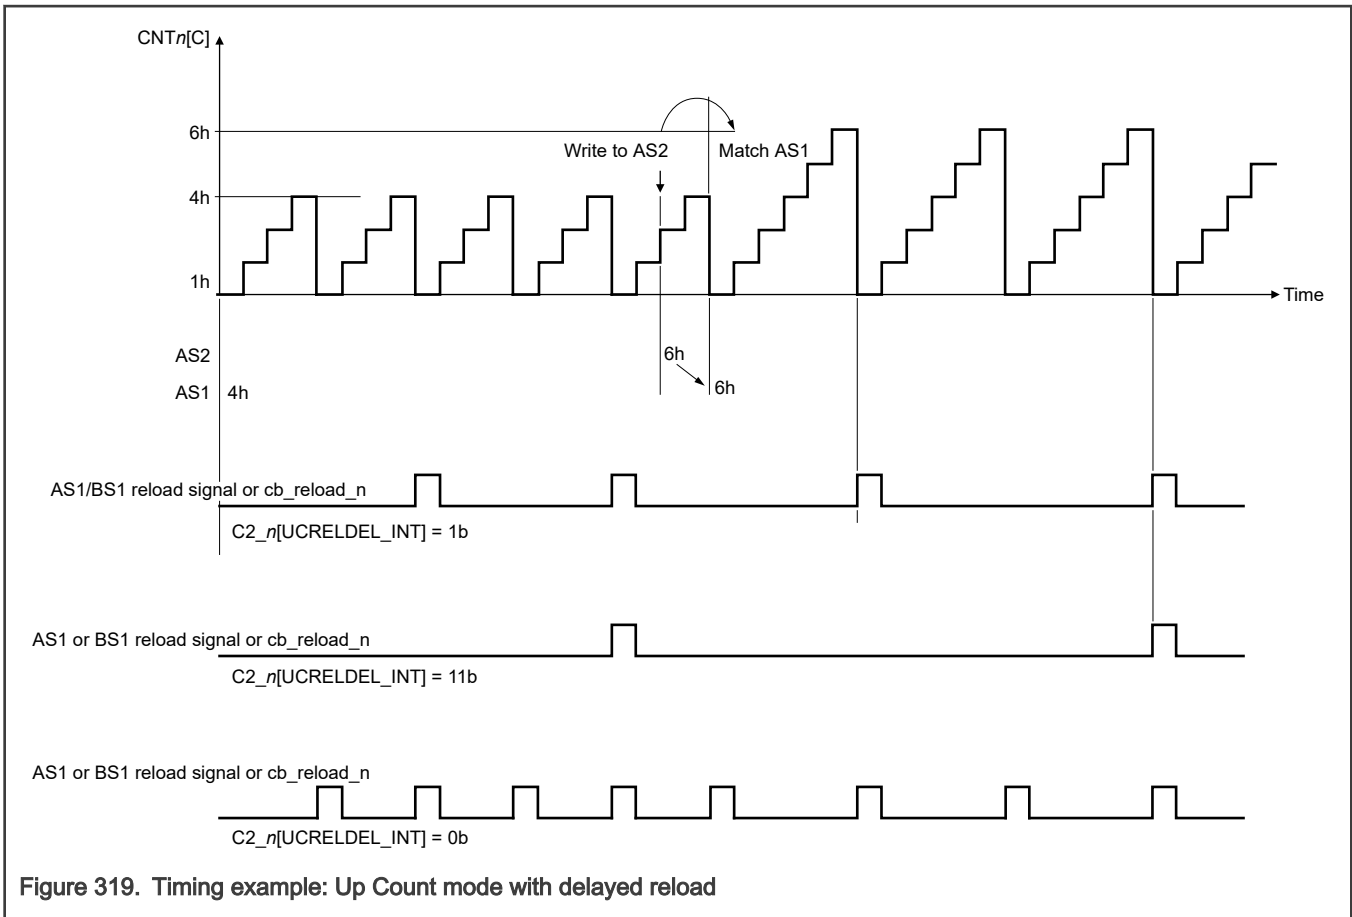 CNTn[C]
6h
Write to AS2
Match AS1
4h
1h
Time
AS2
6h
AS1
4h
6h
AS1/BS1 reload signal or cb_reload_n
C2_n[UCRELDEL_INT] = 1b
AS1 or BS1 reload signal or cb_reload_n
C2_n[UCRELDEL_INT] = 11b
AS1 or BS1 reload signal or cb_reload_n
C2_n[UCRELDEL_INT] = 0b
Figure 319. Timing example: Up Count mode with delayed reload